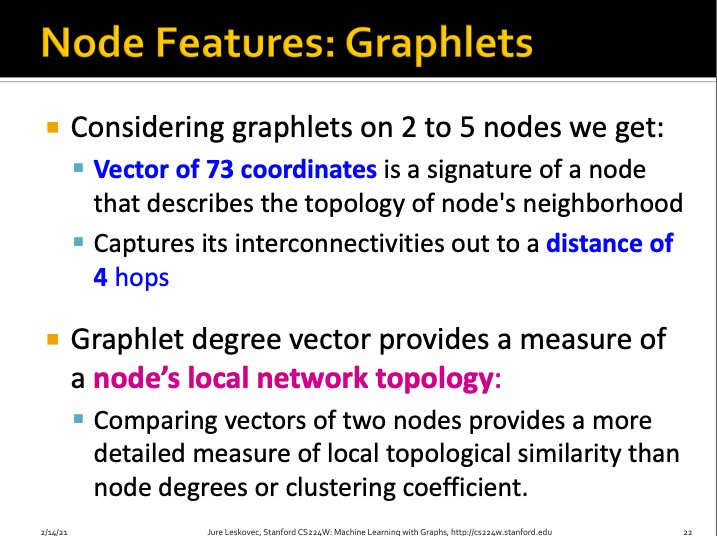 Node Features: Graphlets
Considering graphlets on 2 to 5 nodes we get:
Vector of 73 coordinates is a signature of a node
that describes the topology of node's neighborhood
Captures its interconnectivities out to a distance of
4 hops
Graphlet degree vector provides a measure of
a node’s local network topology:
Comparing vectors of two nodes provides a more
detailed measure of local topological similarity than
node degrees or clustering coefficient.
2/14/21 Jure Leskovec, Stanford CS224W: Machine Learning with Graphs, http://cs224w.stanford.edu 22